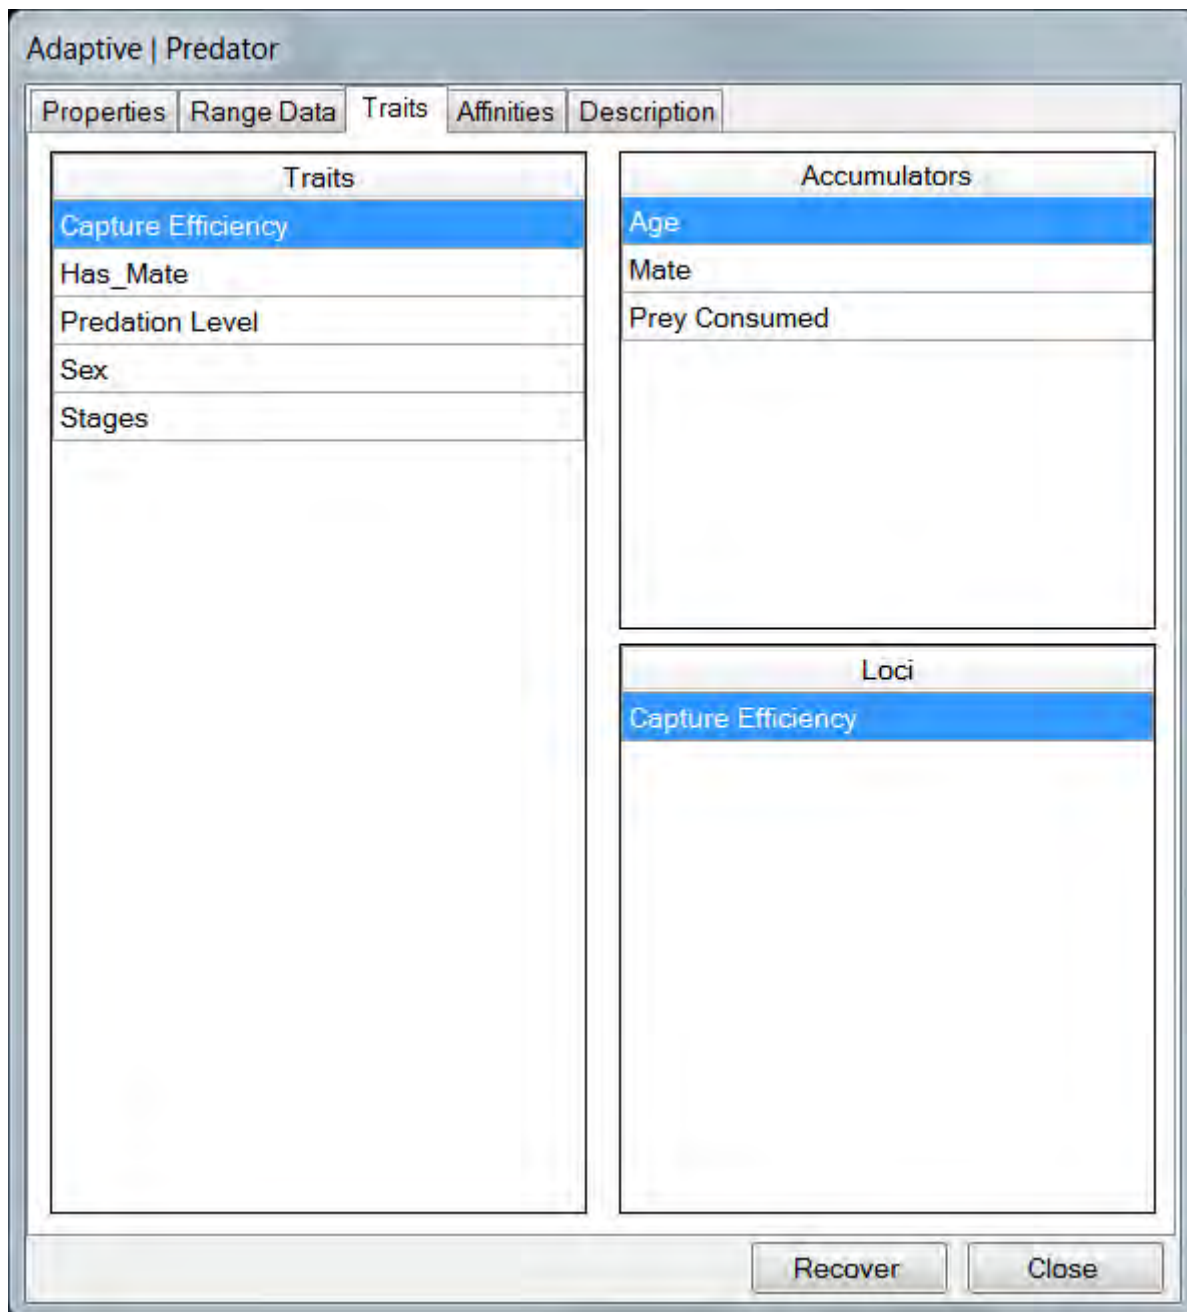 Adaptive | Predator
Properties Range Data Traits Affinities Description
Traits
Capture Efficiency
Has_Mate
Predation Level
Sex
Stages
Accumulators
Age
Mate
Prey Consumed
Loci
Capture Efficiency
Recover Close